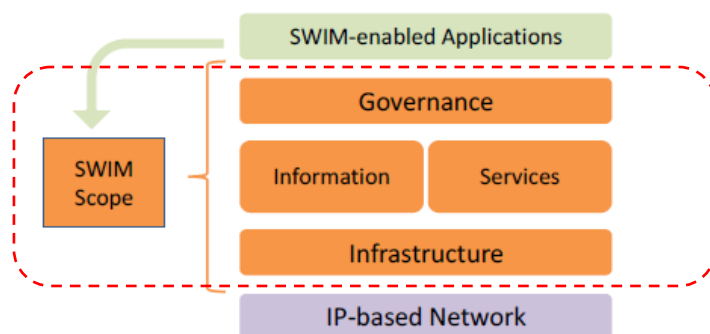 SWIM-enabled Applications
Governance
SWIM
Scope
Information
Services
Infrastructure
IP-based Network